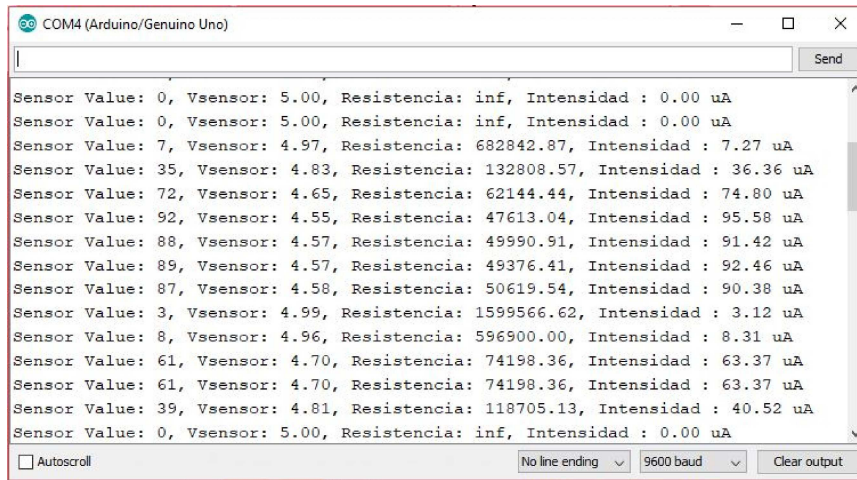 COM4 (Arduino/Genuino Uno)
Send
Sensor Value: 0, Vsensor: 5.00, Resistencia: inf, Intensidad : 0.00 uA
Sensor Value: 0, Vsensor: 5.00, Resistencia: inf, Intensidad : 0.00 uA
Sensor Value: 7, Vsensor: 4.97, Resistencia: 682842.87, Intensidad : 7.27 uA
Sensor Value: 35, Vsensor: 4.83, Resistencia: 132808.57, Intensidad : 36.36 uA
Sensor Value: 72, Vsensor: 4.65, Resistencia: 62144.44, Intensidad : 74.80 uA
Sensor Value: 92, Vsensor: 4.55, Resistencia: 47613.04, Intensidad : 95.58 uA
Sensor Value: 88, Vsensor: 4.57, Resistencia: 49990.91, Intensidad : 91.42 uA
Sensor Value: 89, Vsensor: 4.57, Resistencia: 49376.41, Intensidad : 92.46 uA
Sensor Value: 87, Vsensor: 4.58, Resistencia: 50619.54, Intensidad : 90.38 uA
Sensor Value: 3, Vsensor: 4.99, Resistencia: 1599566.62, Intensidad : 3.12 uA
Sensor Value: 8, Vsensor: 4.96, Resistencia: 596900.00, Intensidad : 8.31 uA
Sensor Value: 61, Vsensor: 4.70, Resistencia: 74198.36, Intensidad : 63.37 uA
Sensor Value: 61, Vsensor: 4.70, Resistencia: 74198.36, Intensidad : 63.37 uA
Sensor Value: 39, Vsensor: 4.81, Resistencia: 118705.13, Intensidad : 40.52 uA
Sensor Value: 0, Vsensor: 5.00, Resistencia: inf, Intensidad : 0.00 uA
Autoscroll No line ending 9600 baud Clear output